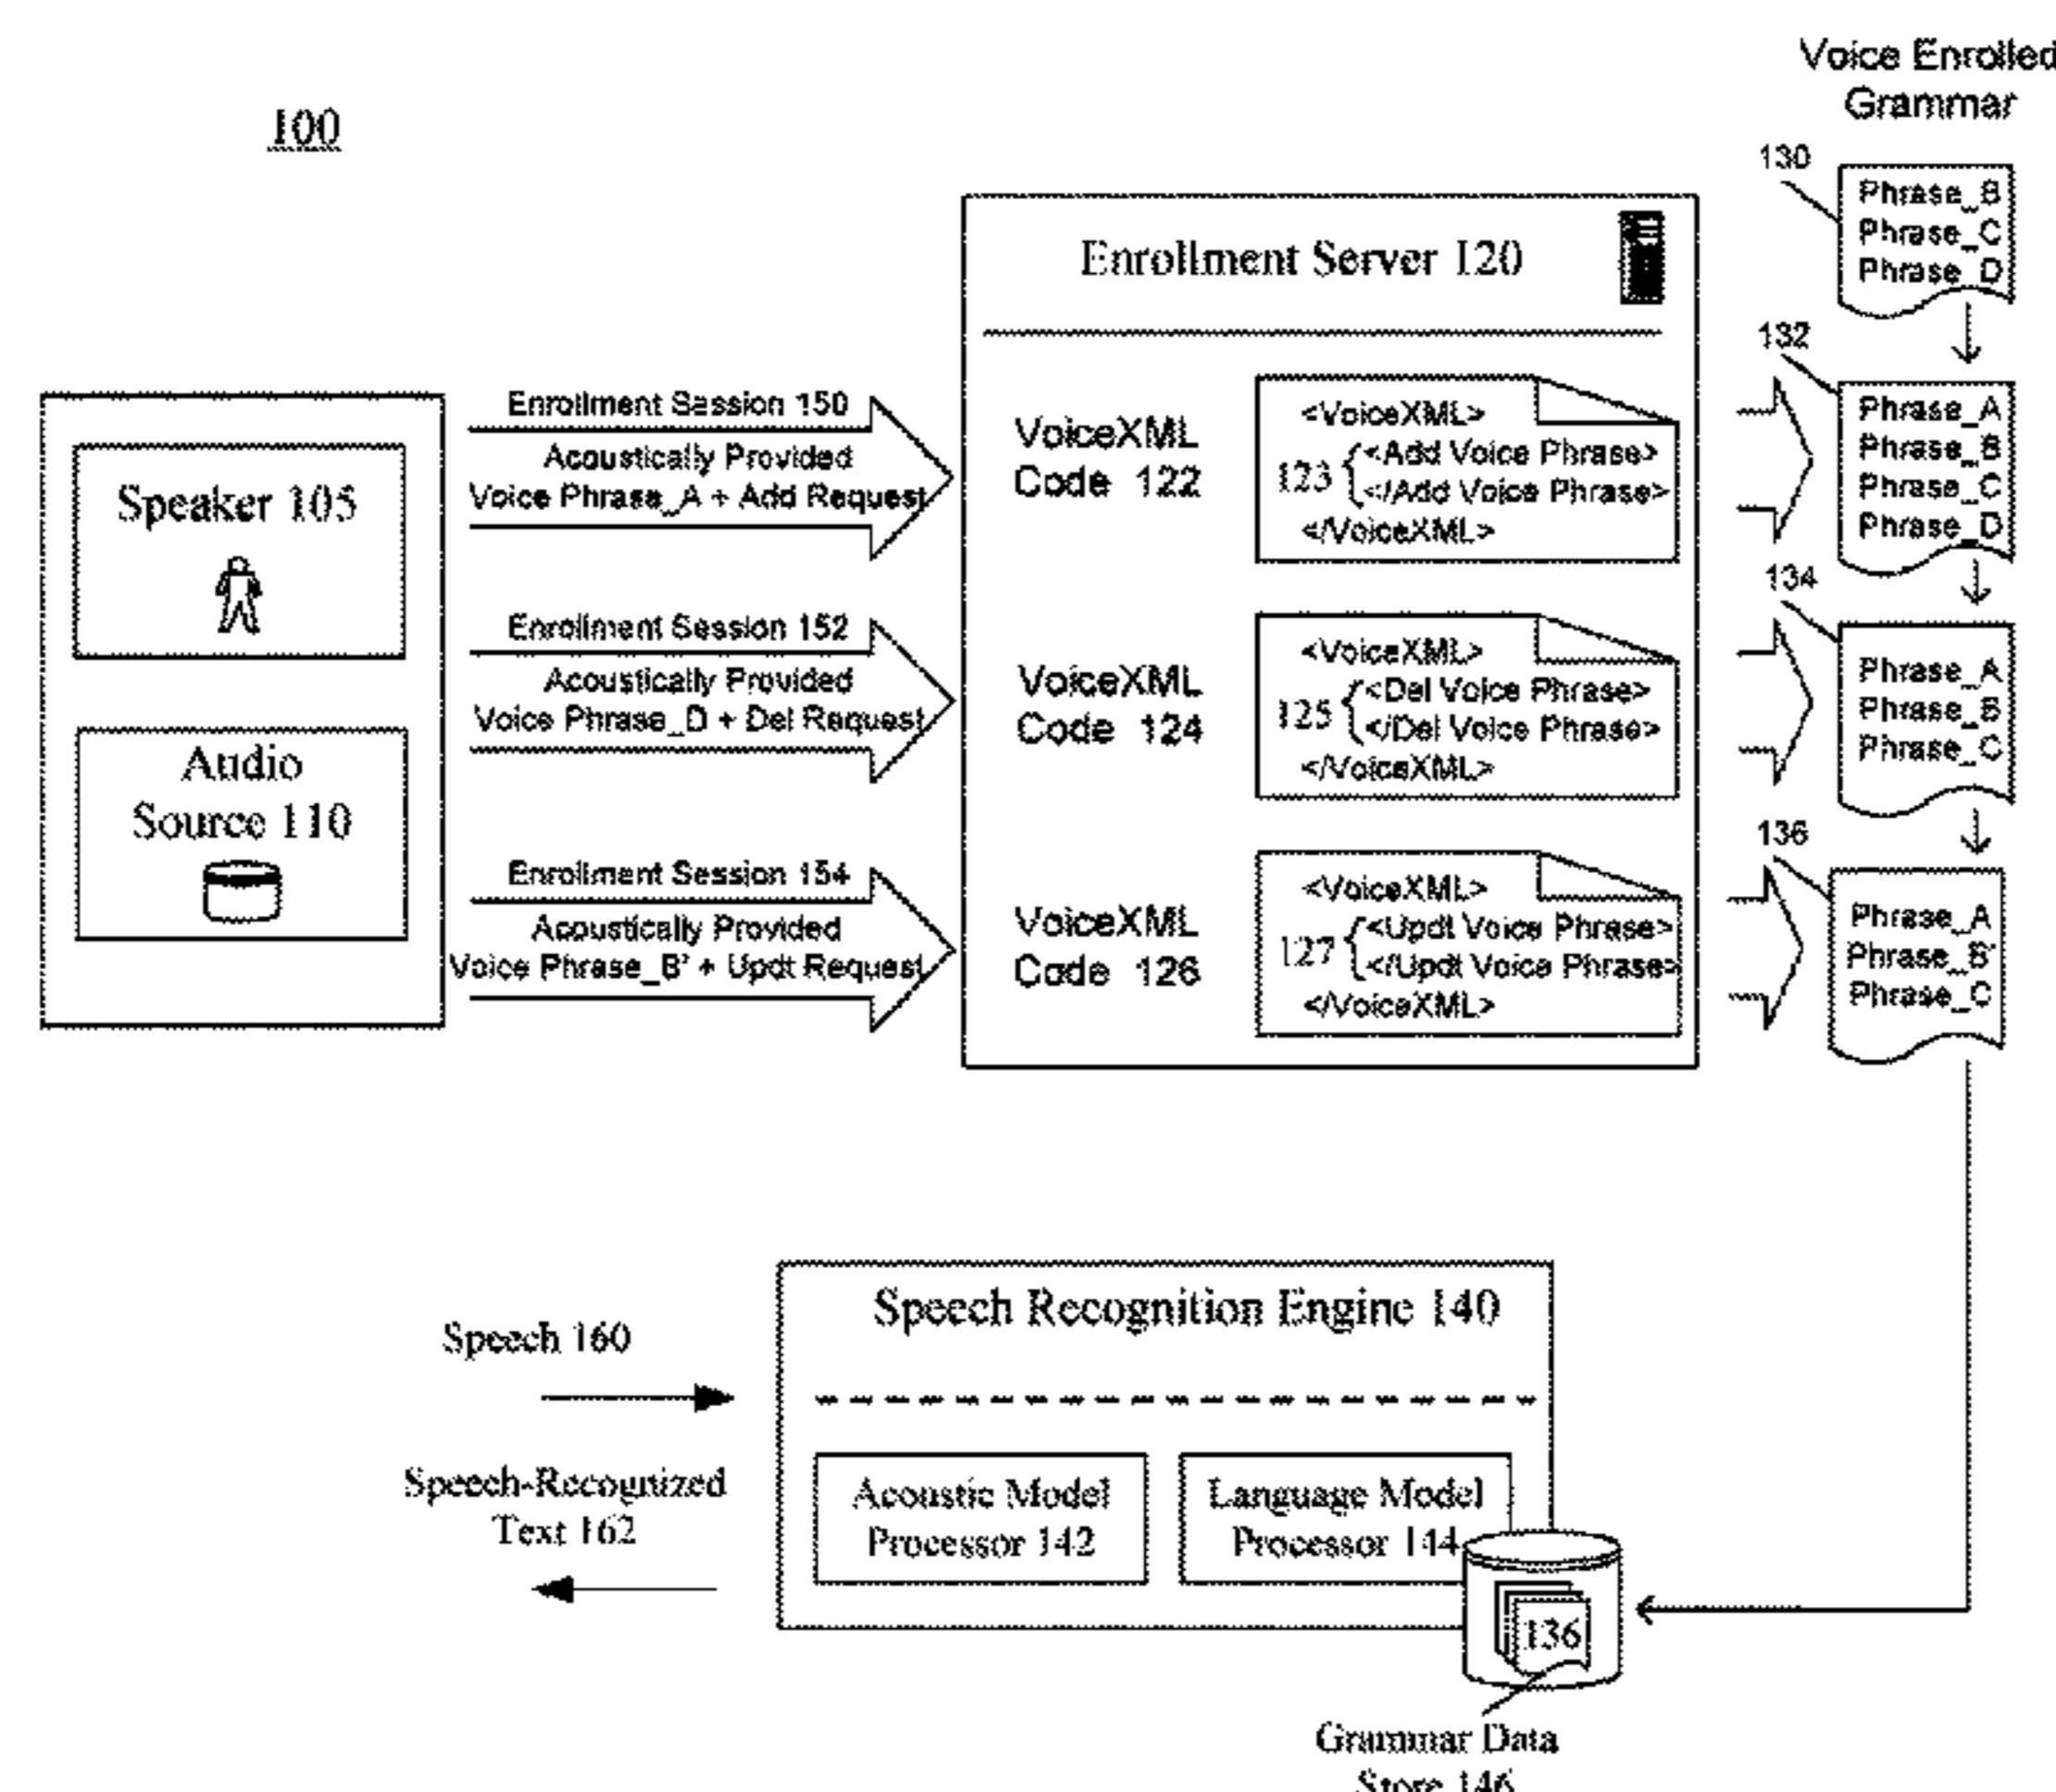 100
Voice Enrolled
Grammar
130
Phrase_B
Phrase_C
Phrase_D
Enrollment Server 120
132
Phrase_A
Phrase_B
Phrase_C
Phrase_D
Speaker 105
Enrollment Session 150
Acoustically Provided
Voice Phrase_A + Add Request
VoiceXML
Code 122
<VoiceXML>
123
<Add Voice Phrase>
</Add Voice Phrase>
</VoiceXML>
134
Phrase_A
Phrase_B
Phrase_C
Enrollment Session 152
Acoustically Provided
Voice Phrase_D + Del Request
VoiceXML
Code 124
<VoiceXML>
125
<Del Voice Phrase>
</Del Voice Phrase>
</VoiceXML>
Audio
Source 110
136
Phrase_A
Phrase_B'
Phrase_C
Enrollment Session 154
Acoustically Provided
Voice Phrase_B' + Updt Request
VoiceXML
Code 126
<VoiceXML>
127
<Updt Voice Phrase>
</Updt Voice Phrase>
</VoiceXML>
Speech Recognition Engine 140
Speech 160
Speech-Recognized
Text 162
Acoustic Model
Processor 142
Language Model
Processor 144
136
Grammar Data
Store 146